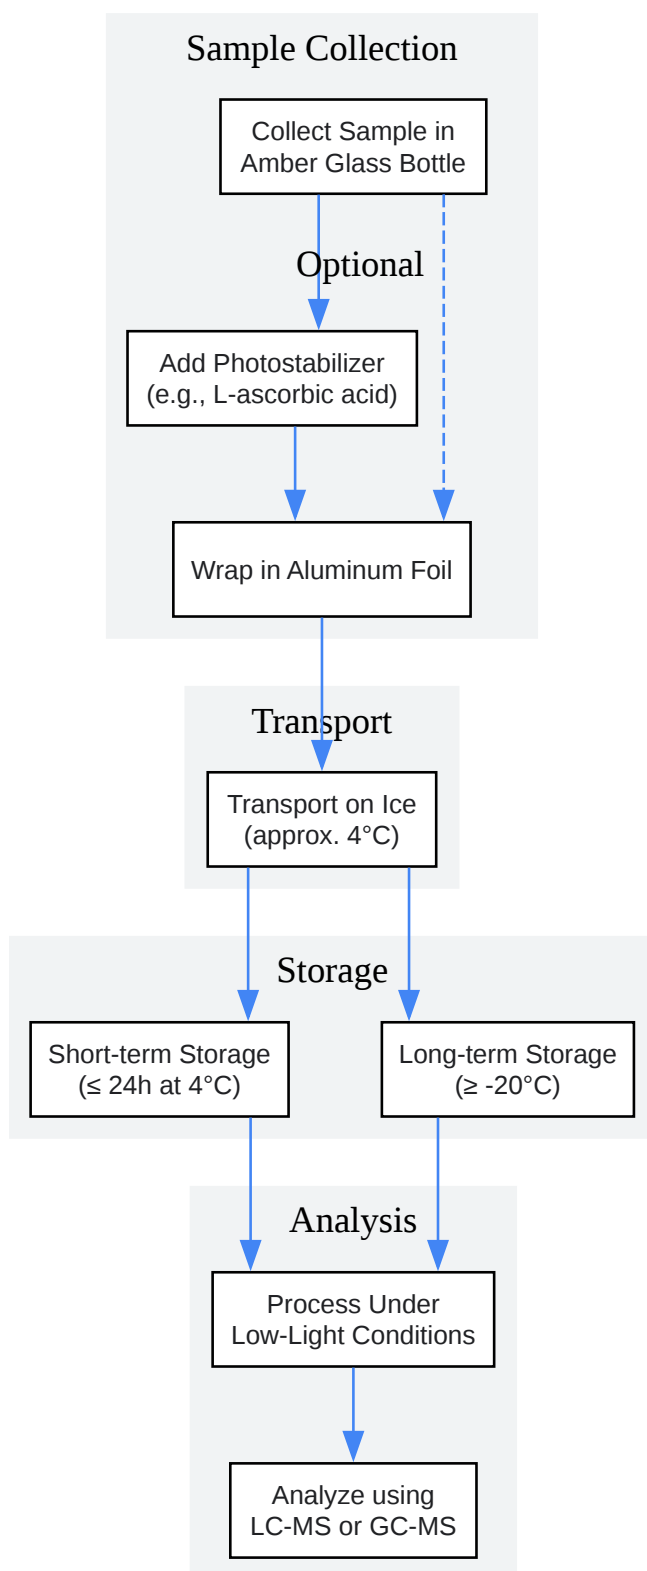 Sample Collection
Collect Sample in
Amber Glass Bottle
Optional
Add Photostabilizer
(e.g., L-ascorbic acid)
Wrap in Aluminum Foil
Transport
Transport on Ice
(approx. 4°C)
Storage
Short-term Storage
(≤ 24h at 4°C)
Long-term Storage
(≥ -20°C)
Analysis
Process Under
Low-Light Conditions
Analyze using
LC-MS or GC-MS